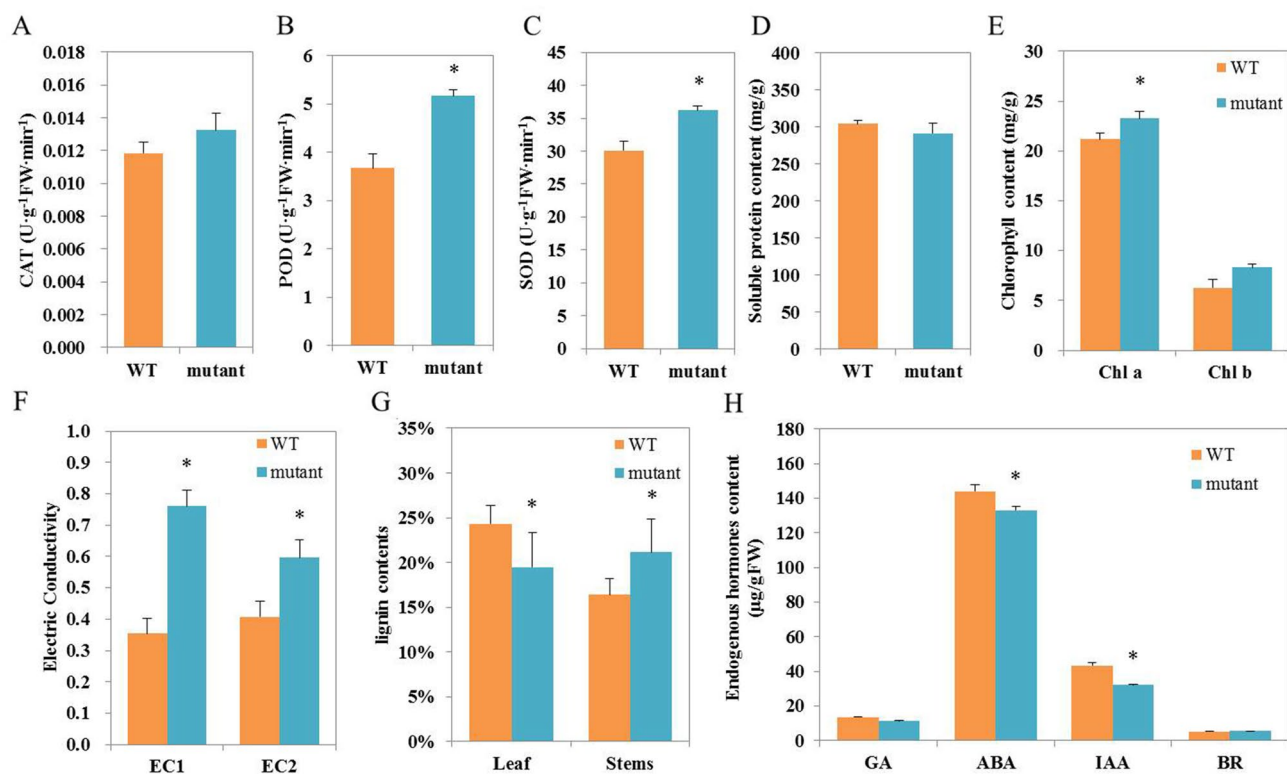 A
CAT (U·g-1FW·min-1)
0.018
0.016
0.014
0.012
0.010
0.008
0.006
0.004
0.002
0.000
WT mutant
B
POD (U·g-1FW·min-1)
6
5
4
3
2
1
0
*
WT mutant
C
SOD (U·g-1FW·min-1)
45
40
35
30
25
20
15
10
5
0
*
WT mutant
D
Soluble protein content (mg/g)
400
350
300
250
200
150
100
50
0
WT mutant
E
Chlorophyll content (mg/g)
30
25
20
15
10
5
0
WT
mutant
*
Chl a Chl b
F
Electric Conductivity
1.0
0.9
0.8
0.7
0.6
0.5
0.4
0.3
0.2
0.1
0.0
WT
mutant
*
*
EC1 EC2
G
lignin contents
35%
30%
25%
20%
15%
10%
5%
0%
WT
mutant
* *
Leaf Stems
H
Endogenous hormones content
(µg/gFW)
180
160
140
120
100
80
60
40
20
0
WT
mutant
*
*
GA ABA IAA BR